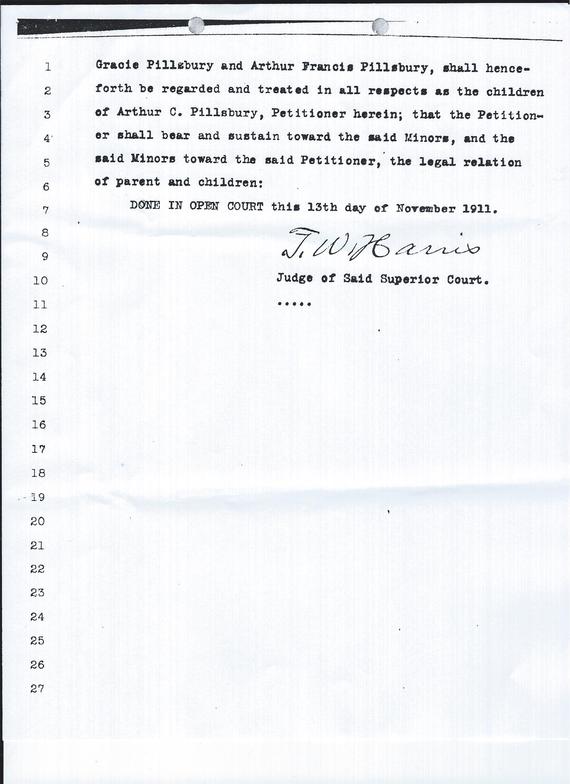 1 Gracie Pillsbury and Arthur Francis Pillsbury, shall hence-
2 forth be regarded and treated in all respects as the children
3 of Arthur C. Pillsbury, Petitioner herein; that the Petition-
4 er shall bear and sustain toward the said Minors, and the
5 said Minors toward the said Petitioner, the legal relation
6 of parent and children:
7 DONE IN OPEN COURT this 13th day of November 1911.
8
9 T. W. Harris
10 Judge of Said Superior Court.
11 .....
12
13
14
15
16
17
18
19
20
21
22
23
24
25
26
27